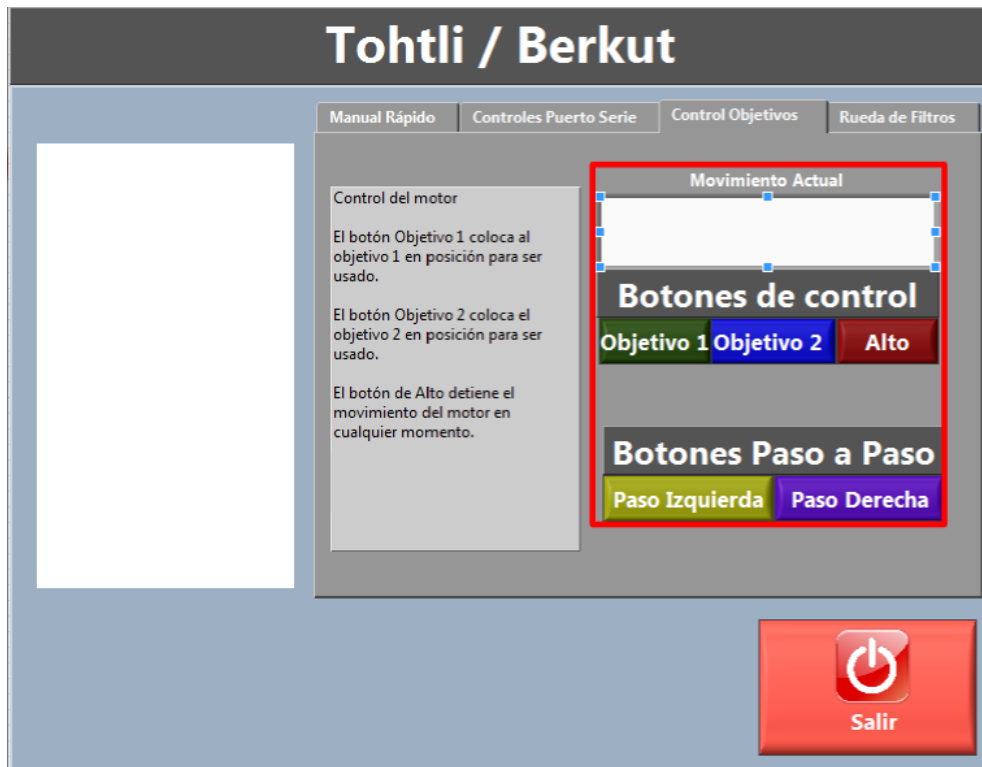 Tohtli / Berkut
Manual Rápido
Controles Puerto Serie
Control Objetivos
Rueda de Filtros
Control del motor
El botón Objetivo 1 coloca al
objetivo 1 en posición para ser
usado.
El botón Objetivo 2 coloca el
objetivo 2 en posición para ser
usado.
El botón de Alto detiene el
movimiento del motor en
cualquier momento.
Movimiento Actual
Botones de control
Objetivo 1
Objetivo 2
Alto
Botones Paso a Paso
Paso Izquierda
Paso Derecha
Salir